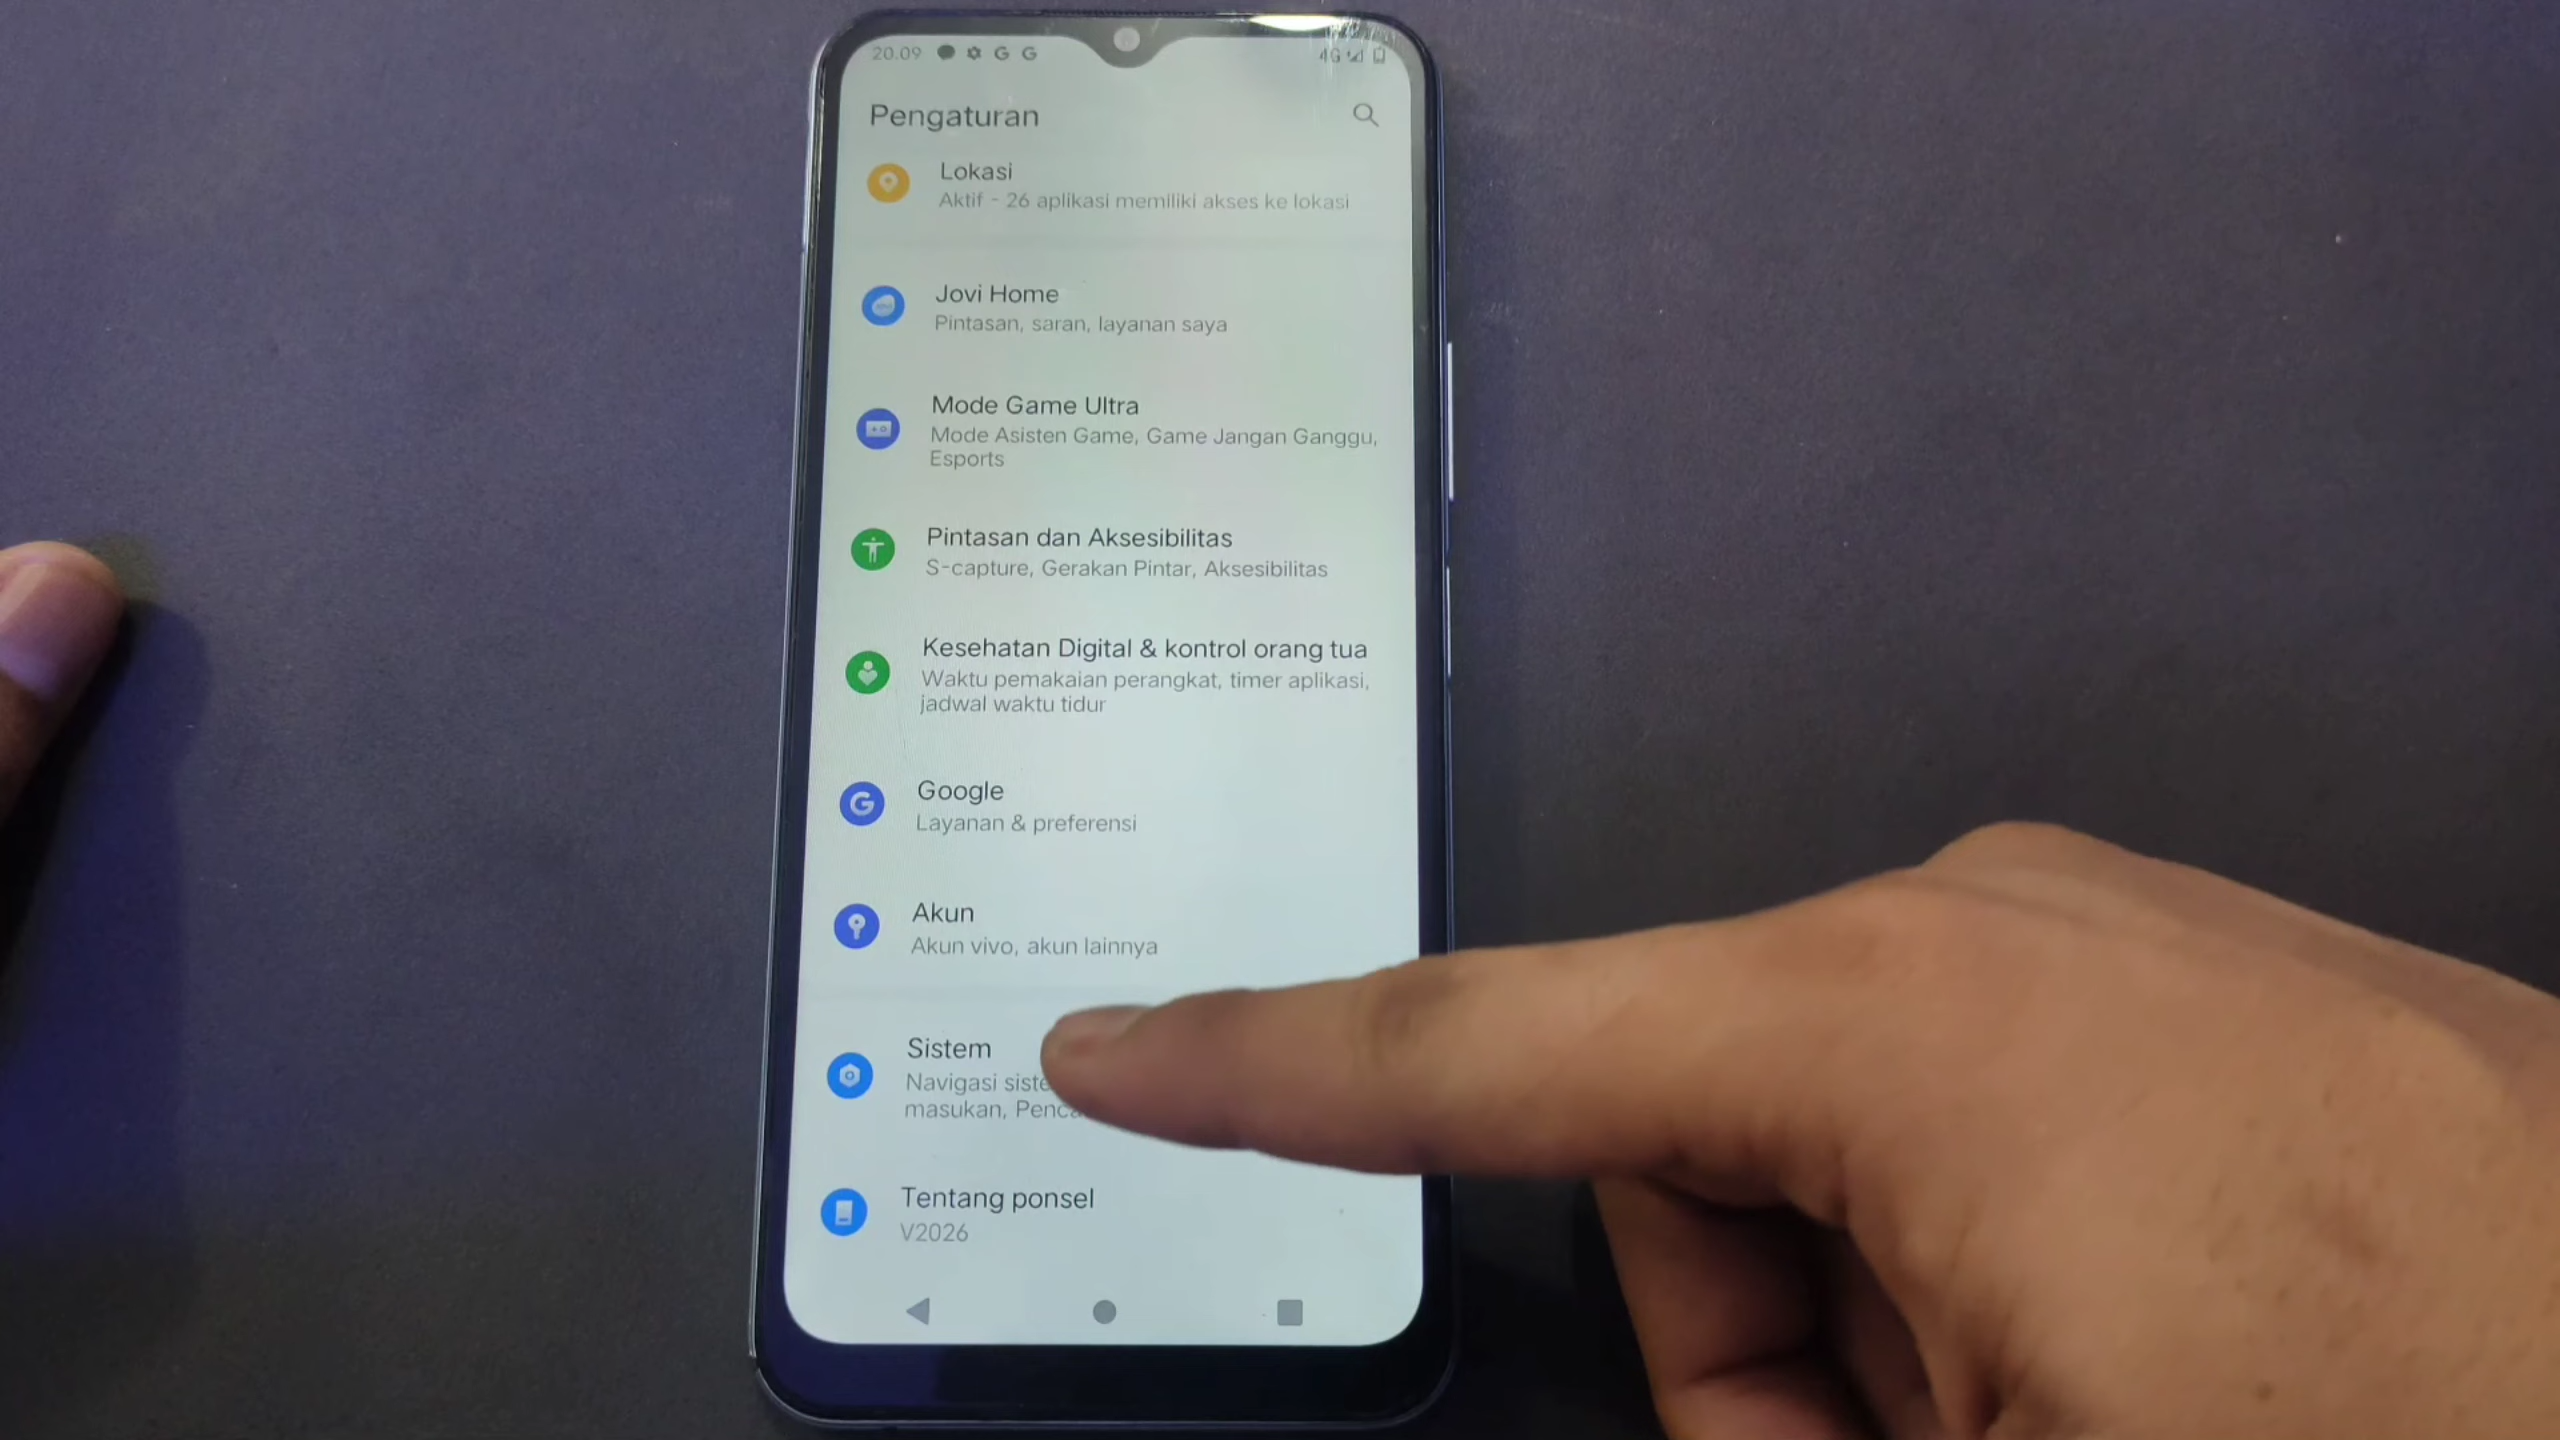 20.09
4G
Pengaturan
Lokasi
Aktif - 26 aplikasi memiliki akses ke lokasi
Jovi Home
Pintasan, saran, layanan saya
Mode Game Ultra
Mode Asisten Game, Game Jangan Ganggu,
Esports
Pintasan dan Aksesibilitas
S-capture, Gerakan Pintar, Aksesibilitas
Kesehatan Digital & kontrol orang tua
Waktu pemakaian perangkat, timer aplikasi,
jadwal waktu tidur
Google
Layanan & preferensi
Akun
Akun vivo, akun lainnya
Sistem
Navigasi
masukan,
Tentang ponsel
V2026